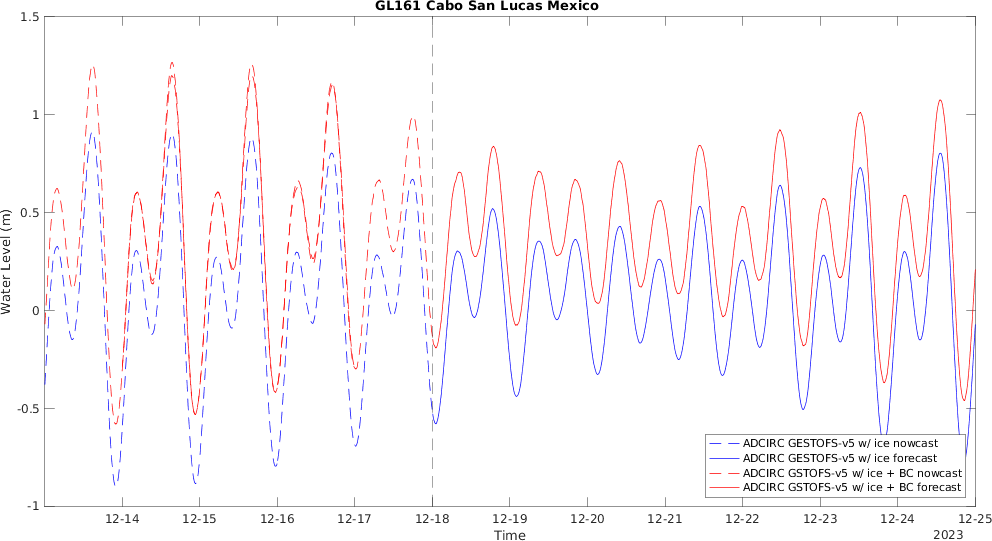 GL161 Cabo San Lucas Mexico
Water Level (m)
1.5
1
0.5
0
-0.5
-1
ADCIRC GESTOFS-v5 w/ ice nowcast
ADCIRC GESTOFS-v5 w/ ice forecast
ADCIRC GSTOFS-v5 w/ ice + BC nowcast
ADCIRC GSTOFS-v5 w/ ice + BC forecast
12-14 12-15 12-16 12-17 12-18 12-19 12-20 12-21 12-22 12-23 12-24 12-25
Time
2023